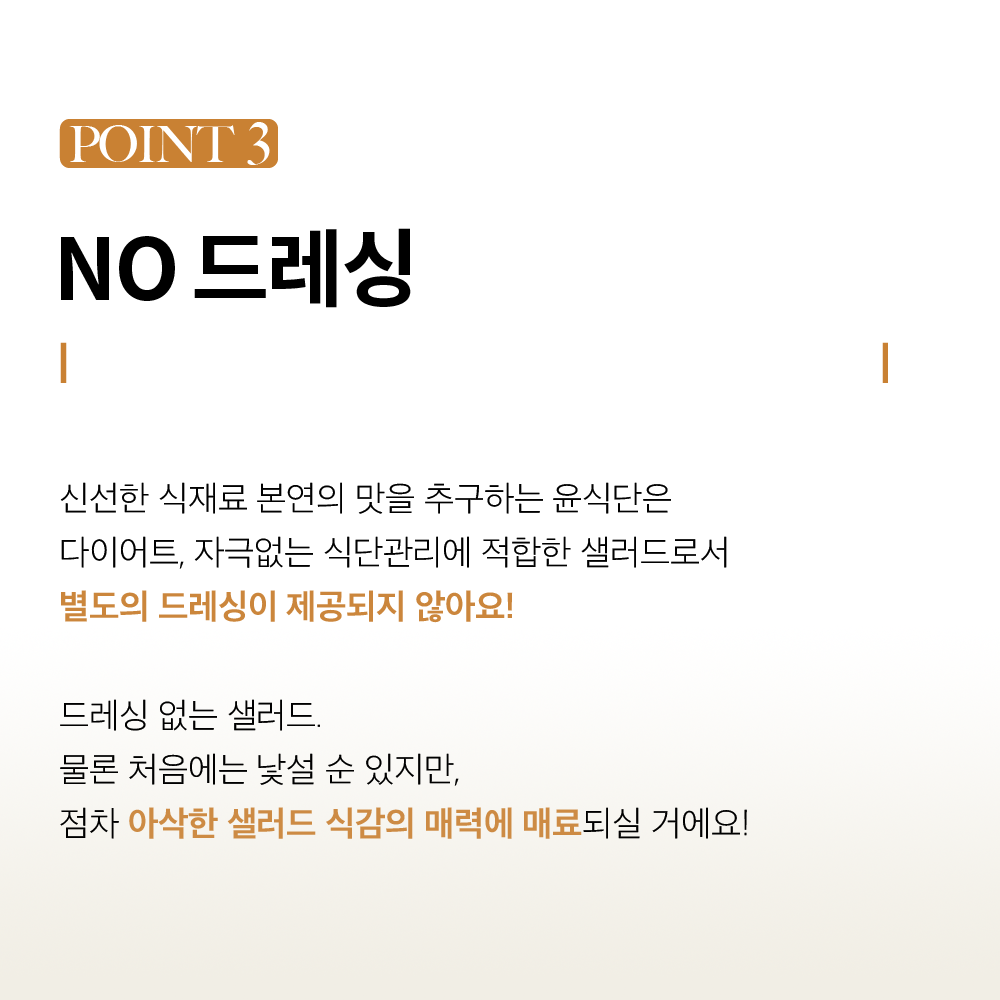 POINT 3
NO 드레싱
신선한 식재료 본연의 맛을 추구하는 윤식단은
다이어트, 자극없는 식단관리에 적합한 샐러드로서
별도의 드레싱이 제공되지 않아요!
드레싱 없는 샐러드.
물론 처음에는 낯설 순 있지만,
점차 아삭한 샐러드 식감의 매력에 매료되실 거에요!